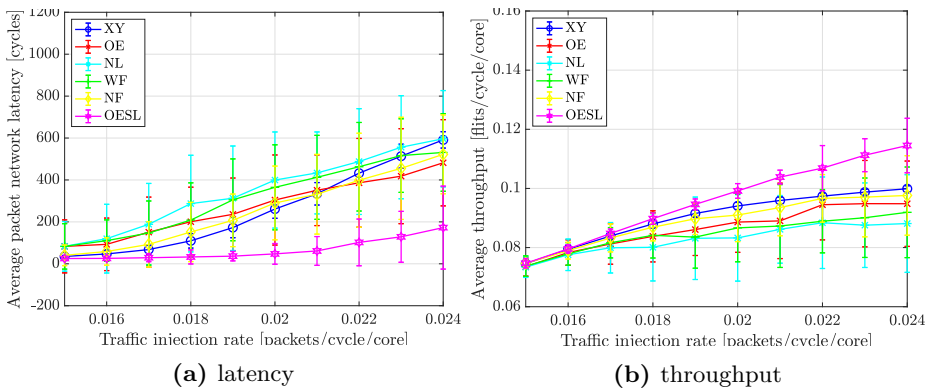 1200
1000
800
600
400
200
0
-200
Average packet network latency [cycles]
XY
OE
NL
WF
NF
OESL
0.016 0.018 0.02 0.022 0.024
Traffic injection rate [packets/cycle/core]
(a) latency
0.16
0.14
0.12
0.1
0.08
0.06
Average throughput [flits/cycle/core]
XY
OE
NL
WF
NF
OESL
0.016 0.018 0.02 0.022 0.024
Traffic injection rate [packets/cycle/core]
(b) throughput